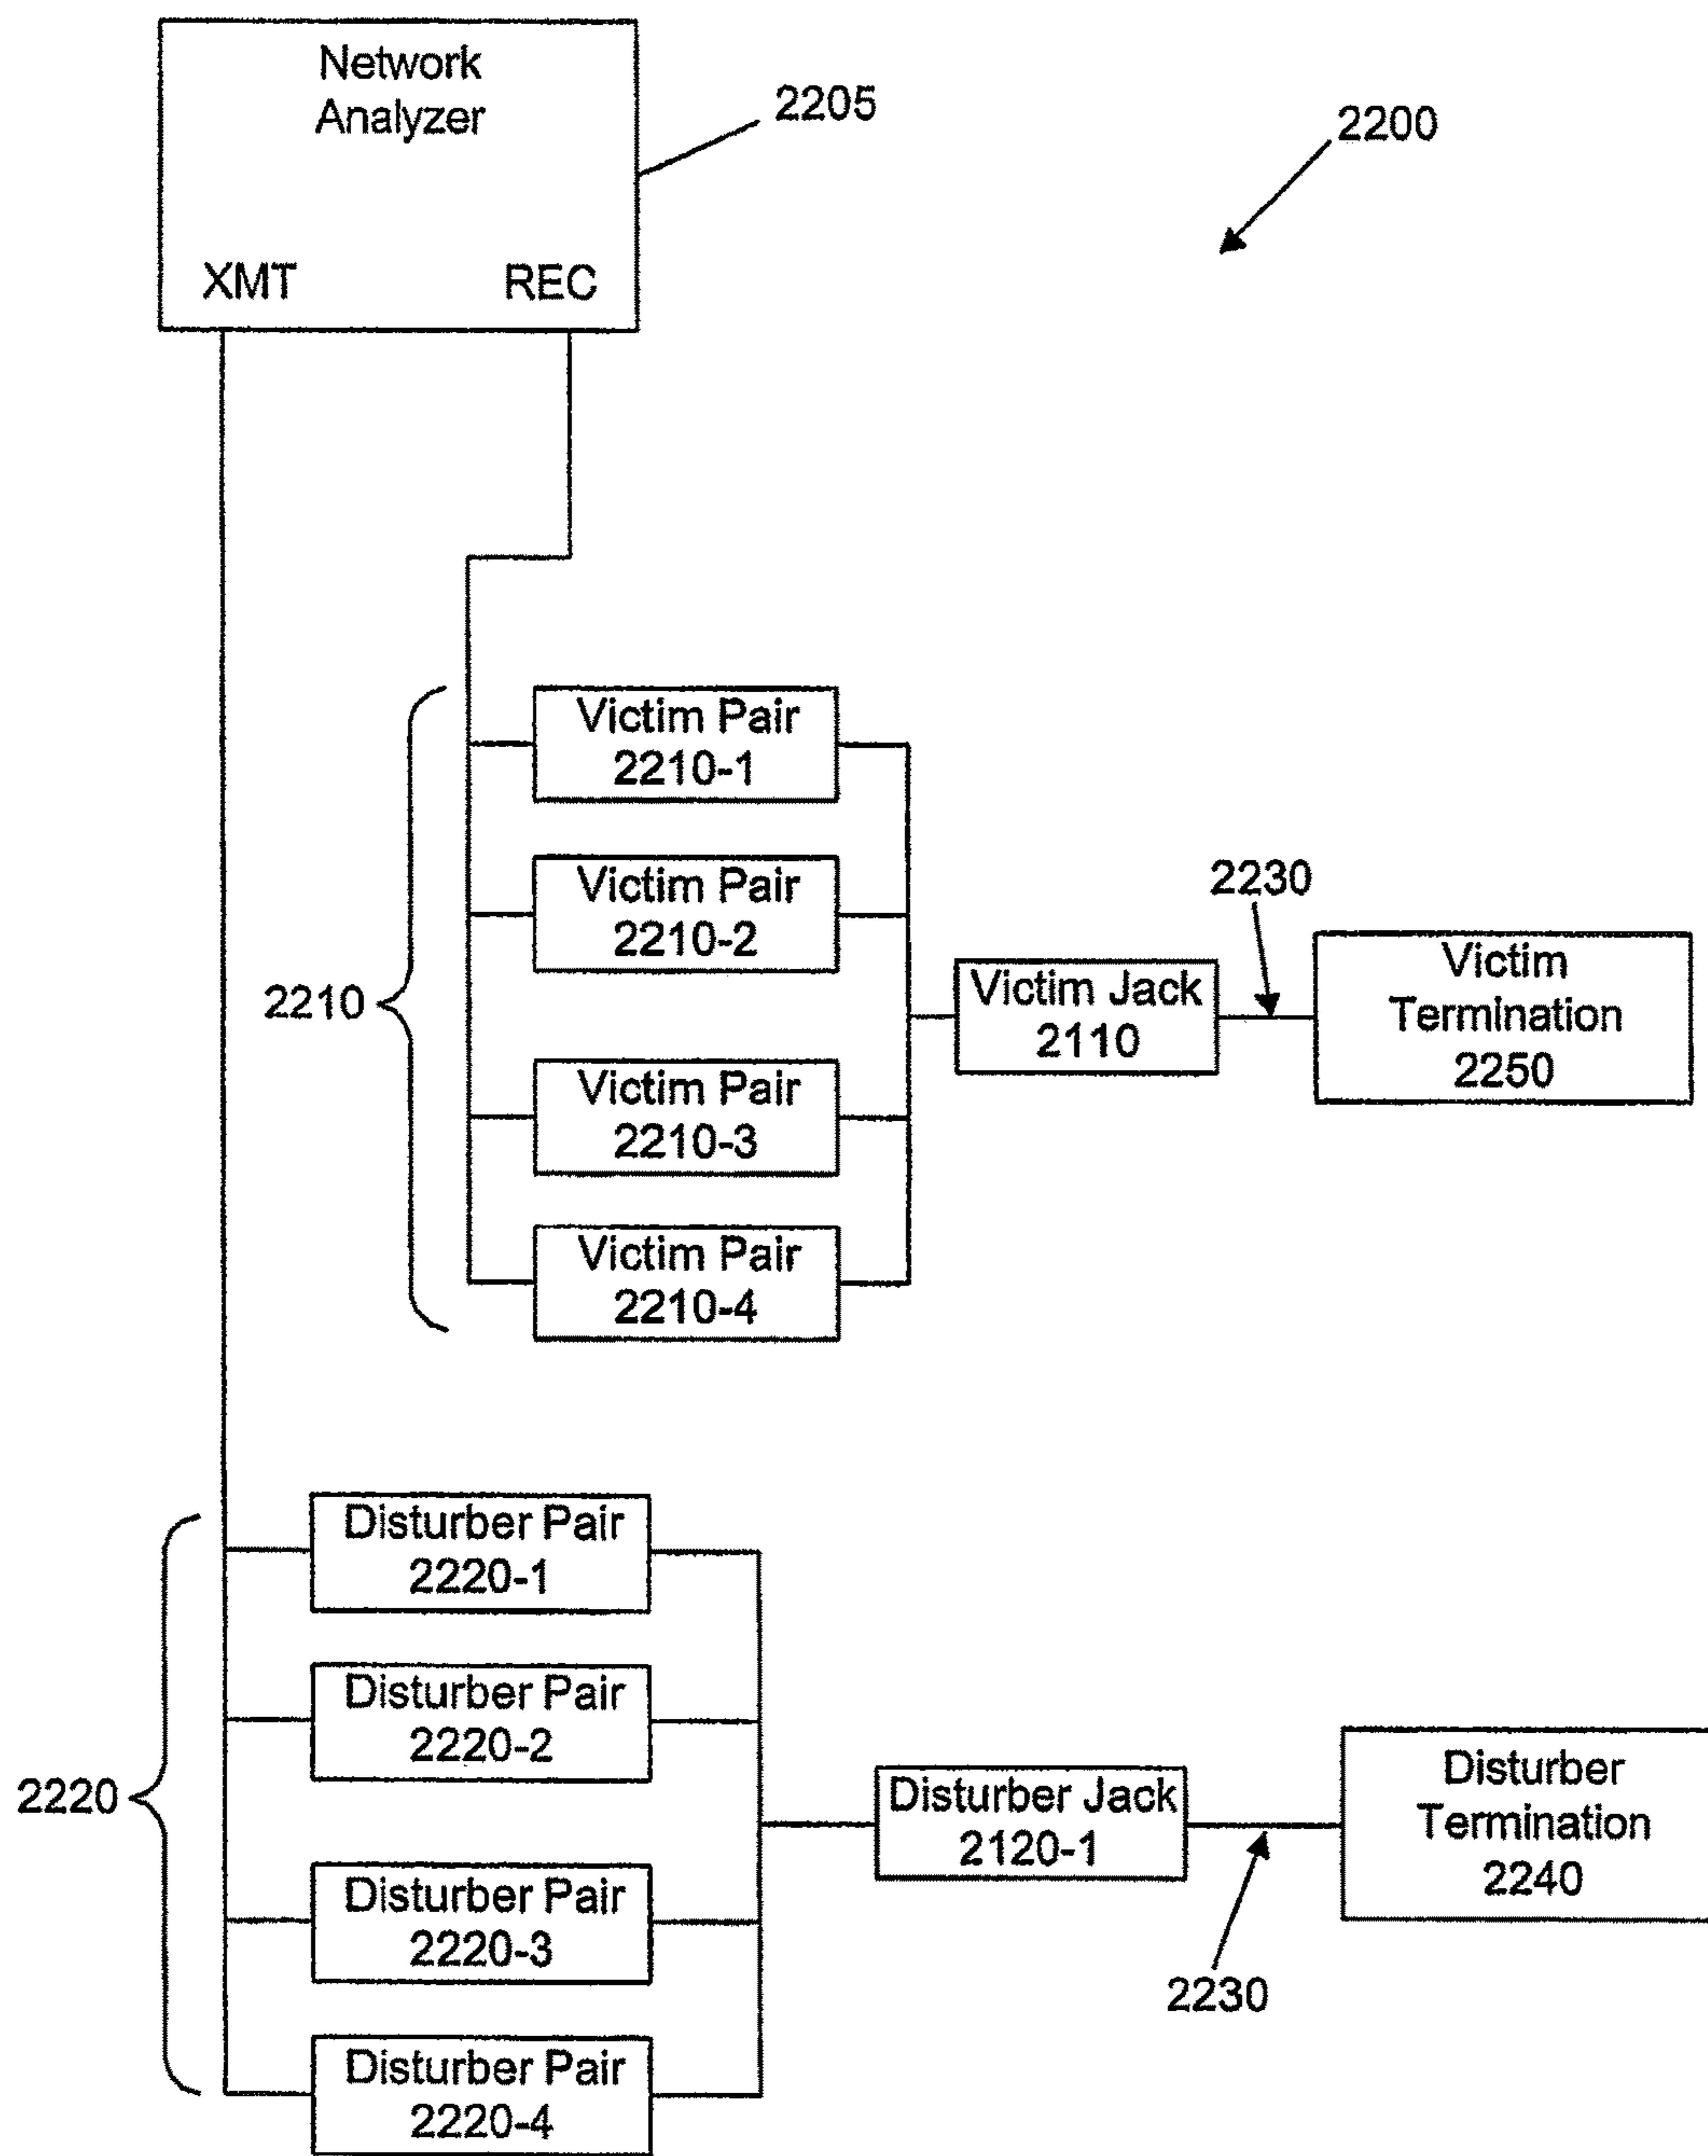 Network
Analyzer
2205
2200
XMT
REC
Victim Pair
2210-1
Victim Pair
2210-2
2230
2210
Victim Jack
2110
Victim
Termination
2250
Victim Pair
2210-3
Victim Pair
2210-4
Disturber Pair
2220-1
Disturber Pair
2220-2
2220
Disturber Jack
2120-1
Disturber
Termination
2240
Disturber Pair
2220-3
2230
Disturber Pair
2220-4